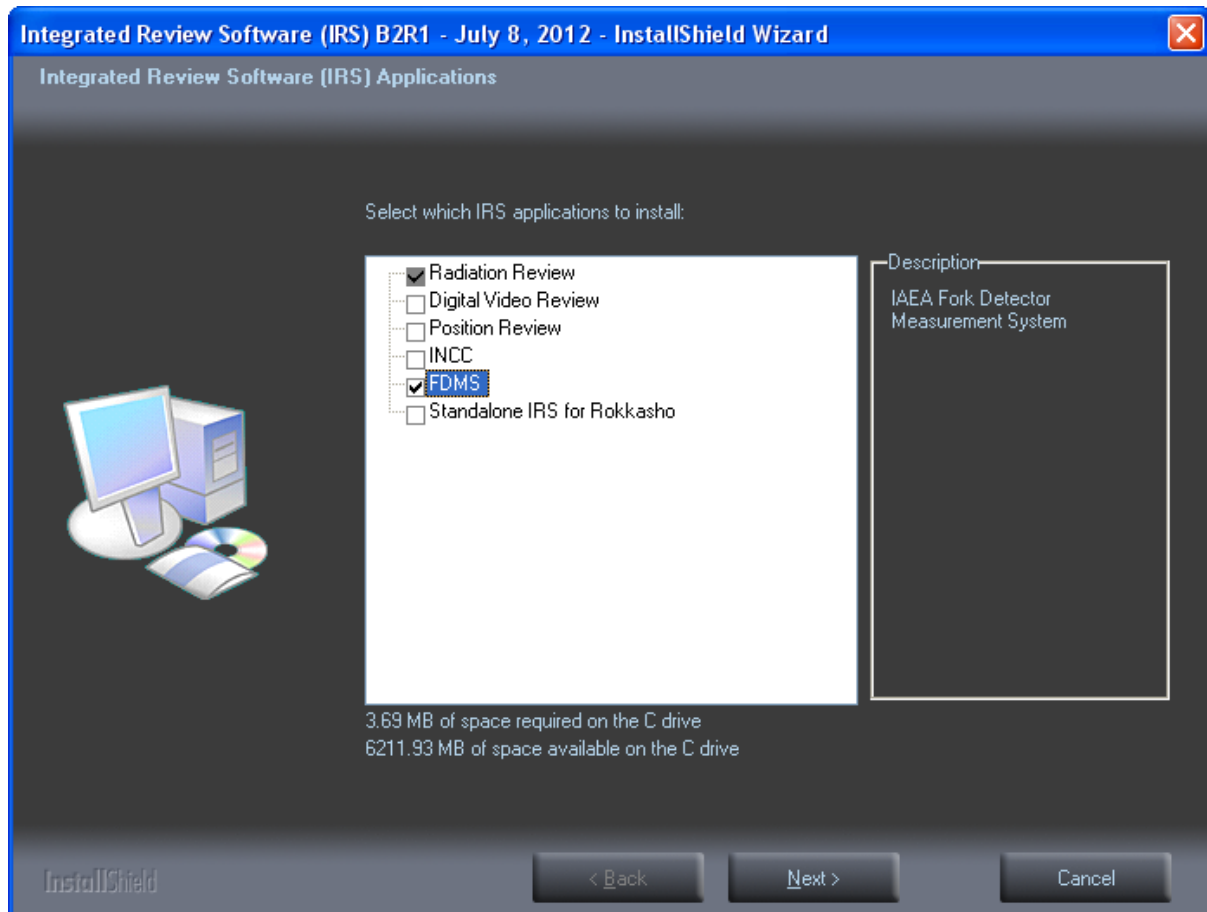 Integrated Review Software (IRS) B2R1 - July 8, 2012 - InstallShield Wizard
Integrated Review Software (IRS) Applications
Select which IRS applications to install:
Radiation Review
Digital Video Review
Position Review
INCC
FDMS
Standalone IRS for Rokkasho
Description
IAEA Fork Detector
Measurement System
3.69 MB of space required on the C drive
6211.93 MB of space available on the C drive
InstallShield
< Back
Next >
Cancel